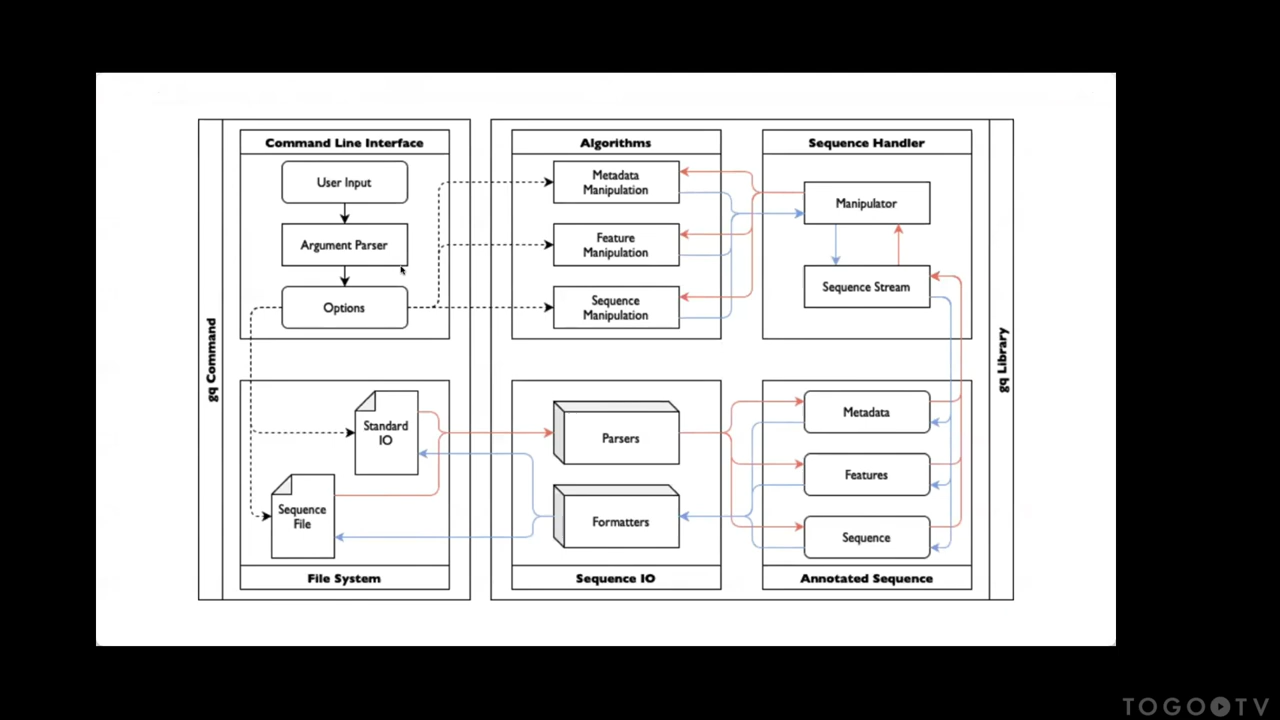 Command Line Interface
User Input
Argument Parser
Options
Algorithms
Metadata
Manipulation
Feature
Manipulation
Sequence
Manipulation
Sequence Handler
Manipulator
Sequence Stream
gq Command
gq Library
Standard
IO
Sequence
File
File System
Parsers
Formatters
Sequence IO
Metadata
Features
Sequence
Annotated Sequence
TOGO TV